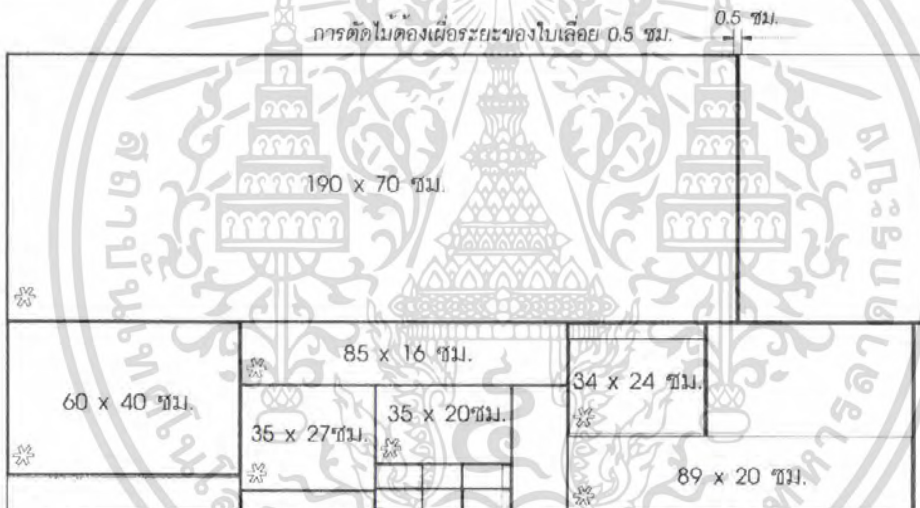 0.5 ซม.
การตัดไม้ต้องเผื่อระยะของใบเลื่อย 0.5 ซม.
190 x 70 ซม.
85 x 16 ซม.
34 x 24 ซม.
60 x 40 ซม.
35 x 20ซม.
35 x 27ซม.
89 x 20 ซม.